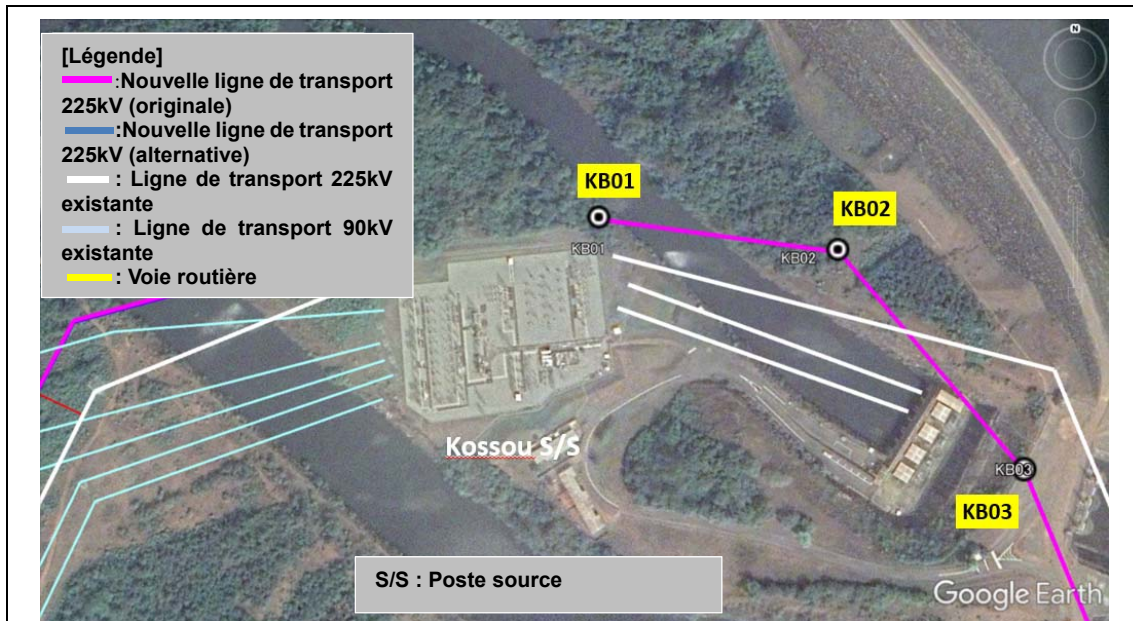 [Légende]
:Nouvelle ligne de transport
225kV (originale)
:Nouvelle ligne de transport
225kV (alternative)
: Ligne de transport 225kV
existante
: Ligne de transport 90kV
existante
: Voie routière
N
KB01
KB02
KB01
KB02
Kossou S/S
KB03
KB03
S/S : Poste source
Google Earth